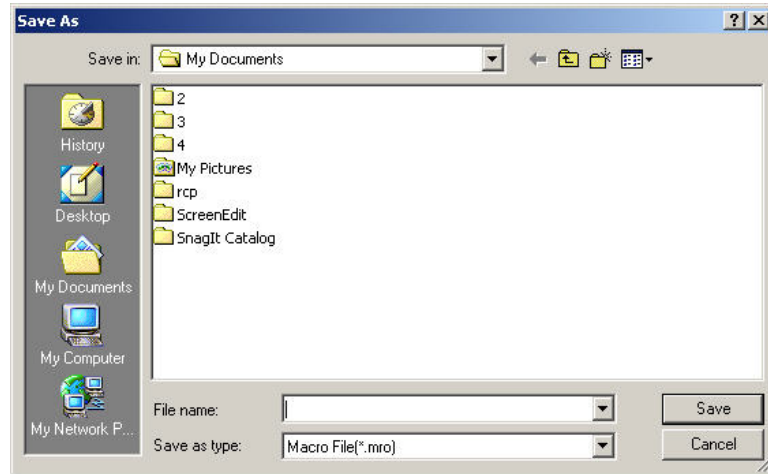 Save As
Save in:
My Documents
History
Desktop
My Documents
My Computer
My Network P...
2
3
4
My Pictures
rcp
ScreenEdit
SnagIt Catalog
File name:
Save
Save as type:
Macro File(*.mro)
Cancel